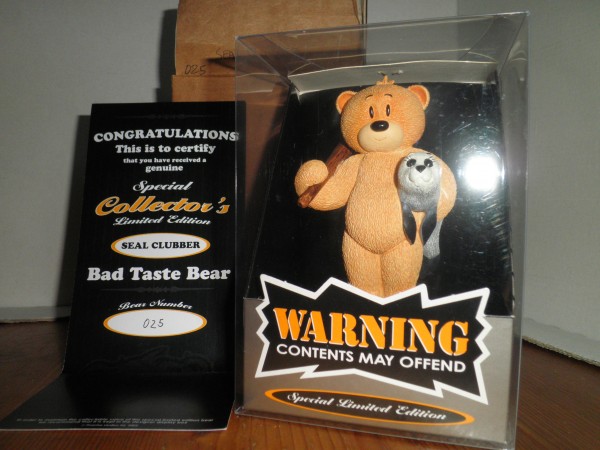 025
CONGRATULATIONS
This is to certify
that you have received a
genuine
Special
Collector's
Limited Edition
SEAL CLUBBER
Bad Taste Bear
Bear Number
025
WARNING
CONTENTS MAY OFFEND
Special Limited Edition